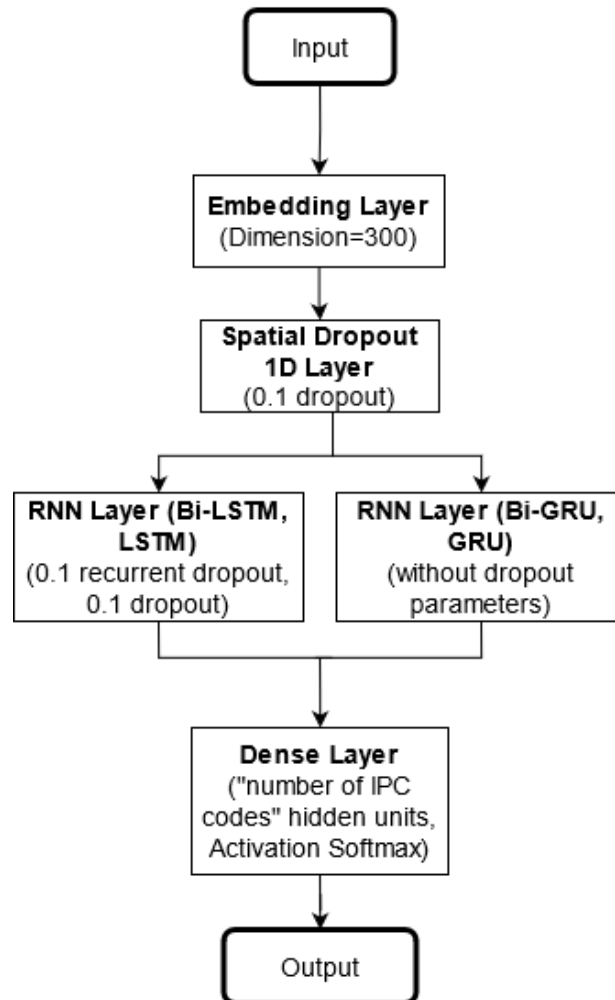 Input
Embedding Layer
(Dimension=300)
Spatial Dropout
1D Layer
(0.1 dropout)
RNN Layer (Bi-LSTM,
LSTM)
(0.1 recurrent dropout,
0.1 dropout)
RNN Layer (Bi-GRU,
GRU)
(without dropout
parameters)
Dense Layer
("number of IPC
codes" hidden units,
Activation Softmax)
Output